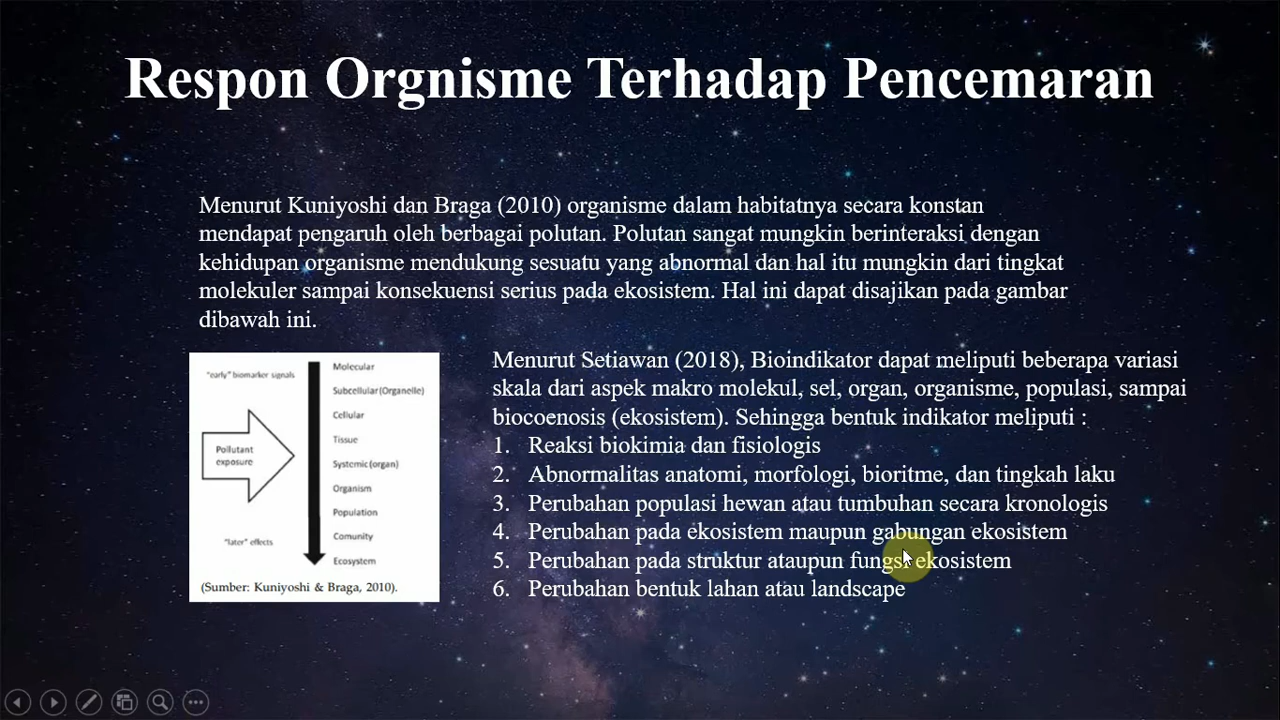 Respon Orgnisme Terhadap Pencemaran
Menurut Kuniyoshi dan Braga (2010) organisme dalam habitatnya secara konstan
mendapat pengaruh oleh berbagai polutan. Polutan sangat mungkin berinteraksi dengan
kehidupan organisme mendukung sesuatu yang abnormal dan hal itu mungkin dari tingkat
molekuler sampai konsekuensi serius pada ekosistem. Hal ini dapat disajikan pada gambar
dibawah ini.
"early" biomarker signals
Pollutant
exposure
"later" effects
Molecular
Subcellular (Organelle)
Cellular
Tissue
Systemic (organ)
Organism
Population
Comunity
Ecosystem
(Sumber: Kuniyoshi & Braga, 2010).
Menurut Setiawan (2018), Bioindikator dapat meliputi beberapa variasi
skala dari aspek makro molekul, sel, organ, organisme, populasi, sampai
biocoenosis (ekosistem). Sehingga bentuk indikator meliputi :
1. Reaksi biokimia dan fisiologis
2. Abnormalitas anatomi, morfologi, bioritme, dan tingkah laku
3. Perubahan populasi hewan atau tumbuhan secara kronologis
4. Perubahan pada ekosistem maupun gabungan ekosistem
5. Perubahan pada struktur ataupun fungsi ekosistem
6. Perubahan bentuk lahan atau landscape